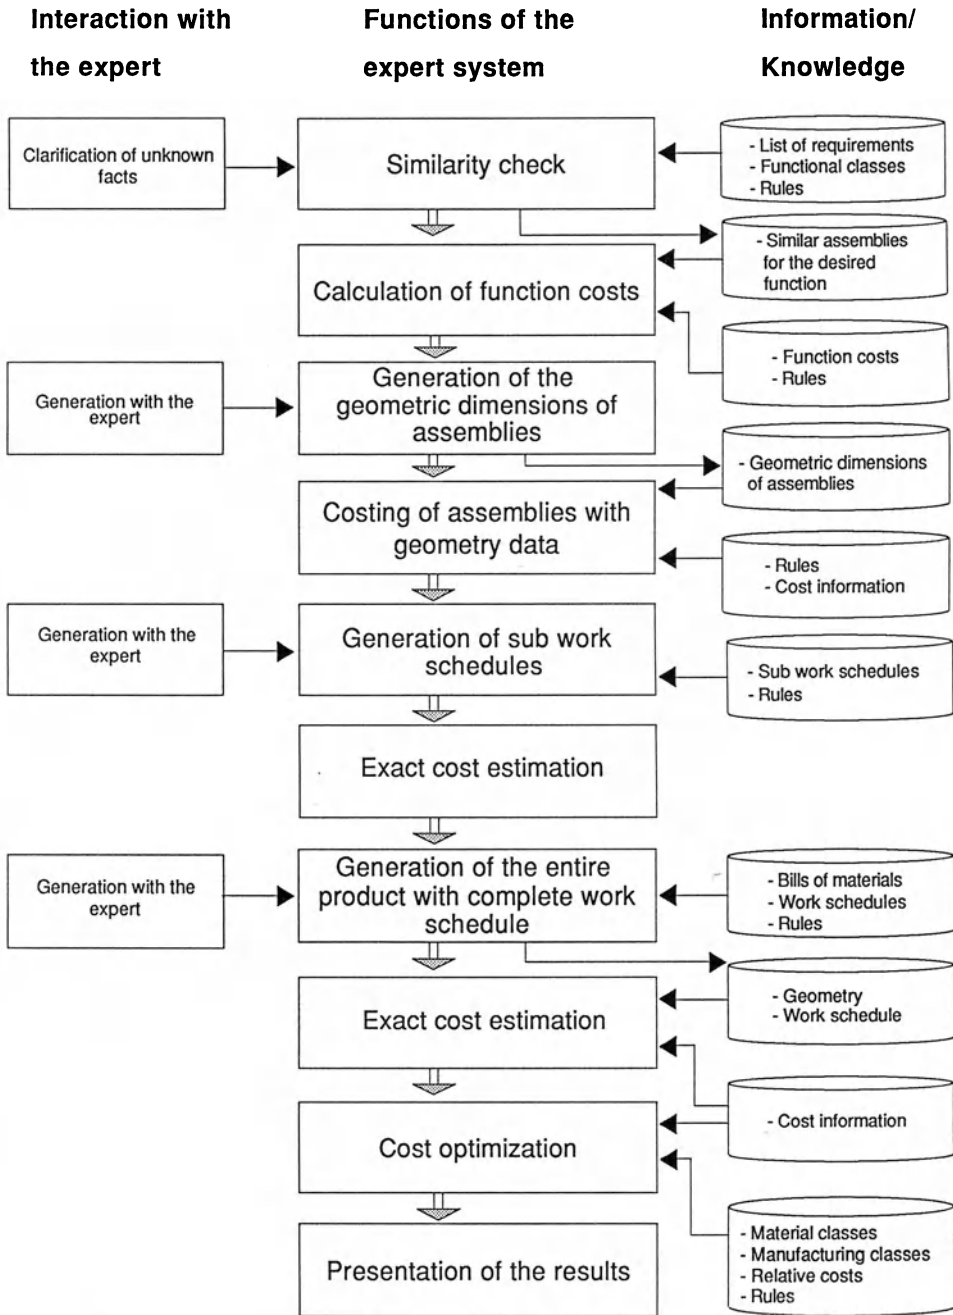 Interaction with
the expert
Functions of the
expert system
Information/
Knowledge
Clarification of unknown
facts
Similarity check
- List of requirements
- Functional classes
- Rules
- Similar assemblies
for the desired
function
Calculation of function costs
- Function costs
- Rules
Generation with the
expert
Generation of the
geometric dimensions of
assemblies
- Geometric dimensions
of assemblies
Costing of assemblies with
geometry data
- Rules
- Cost information
Generation with the
expert
Generation of sub work
schedules
- Sub work schedules
- Rules
Exact cost estimation
Generation with the
expert
Generation of the entire
product with complete work
schedule
- Bills of materials
- Work schedules
- Rules
- Geometry
- Work schedule
Exact cost estimation
- Cost information
Cost optimization
- Material classes
- Manufacturing classes
- Relative costs
- Rules
Presentation of the results